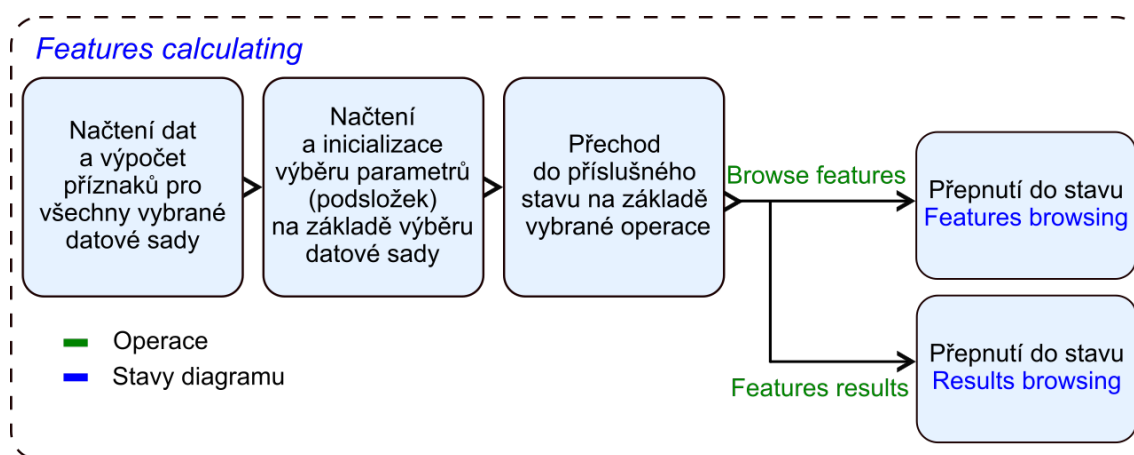 Features calculating
Načtení dat
a výpočet
příznaků pro
všechny vybrané
datové sady
Načtení
a inicializace
výběru parametrů
(podsložek)
na základě výběru
datové sady
Přechod
do příslušného
stavu na základě
vybrané operace
Browse features
Přepnutí do stavu
Features browsing
Features results
Přepnutí do stavu
Results browsing
Operace
Stavy diagramu